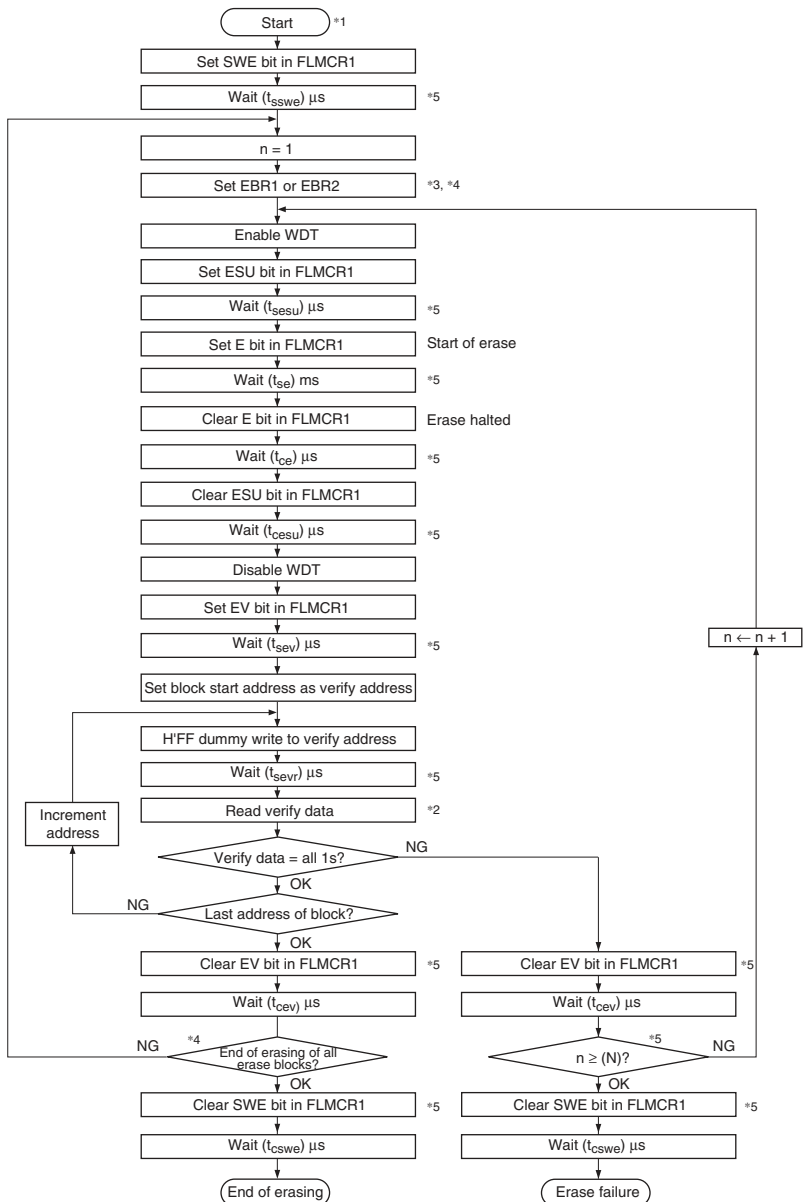 Start *1
Set SWE bit in FLMCR1
Wait (tsswe) μs *5
n = 1
Set EBR1 or EBR2 *3, *4
Enable WDT
Set ESU bit in FLMCR1
Wait (tsesu) μs *5
Set E bit in FLMCR1 Start of erase
Wait (tse) ms *5
Clear E bit in FLMCR1 Erase halted
Wait (tce) μs *5
Clear ESU bit in FLMCR1
Wait (tcesu) μs *5
Disable WDT
Set EV bit in FLMCR1
Wait (tsev) μs *5
n ← n + 1
Set block start address as verify address
H'FF dummy write to verify address
Wait (tsevr) μs *5
Read verify data *2
Increment
address
Verify data = all 1s? NG
OK
NG Last address of block?
OK
Clear EV bit in FLMCR1 *5
Clear EV bit in FLMCR1 *5
Wait (tcev) μs
Wait (tcev) μs
NG *4 End of erasing of all
erase blocks?
*5 n ≥ (N)? NG
OK
OK
Clear SWE bit in FLMCR1 *5
Clear SWE bit in FLMCR1 *5
Wait (tcswe) μs
Wait (tcswe) μs
End of erasing
Erase failure